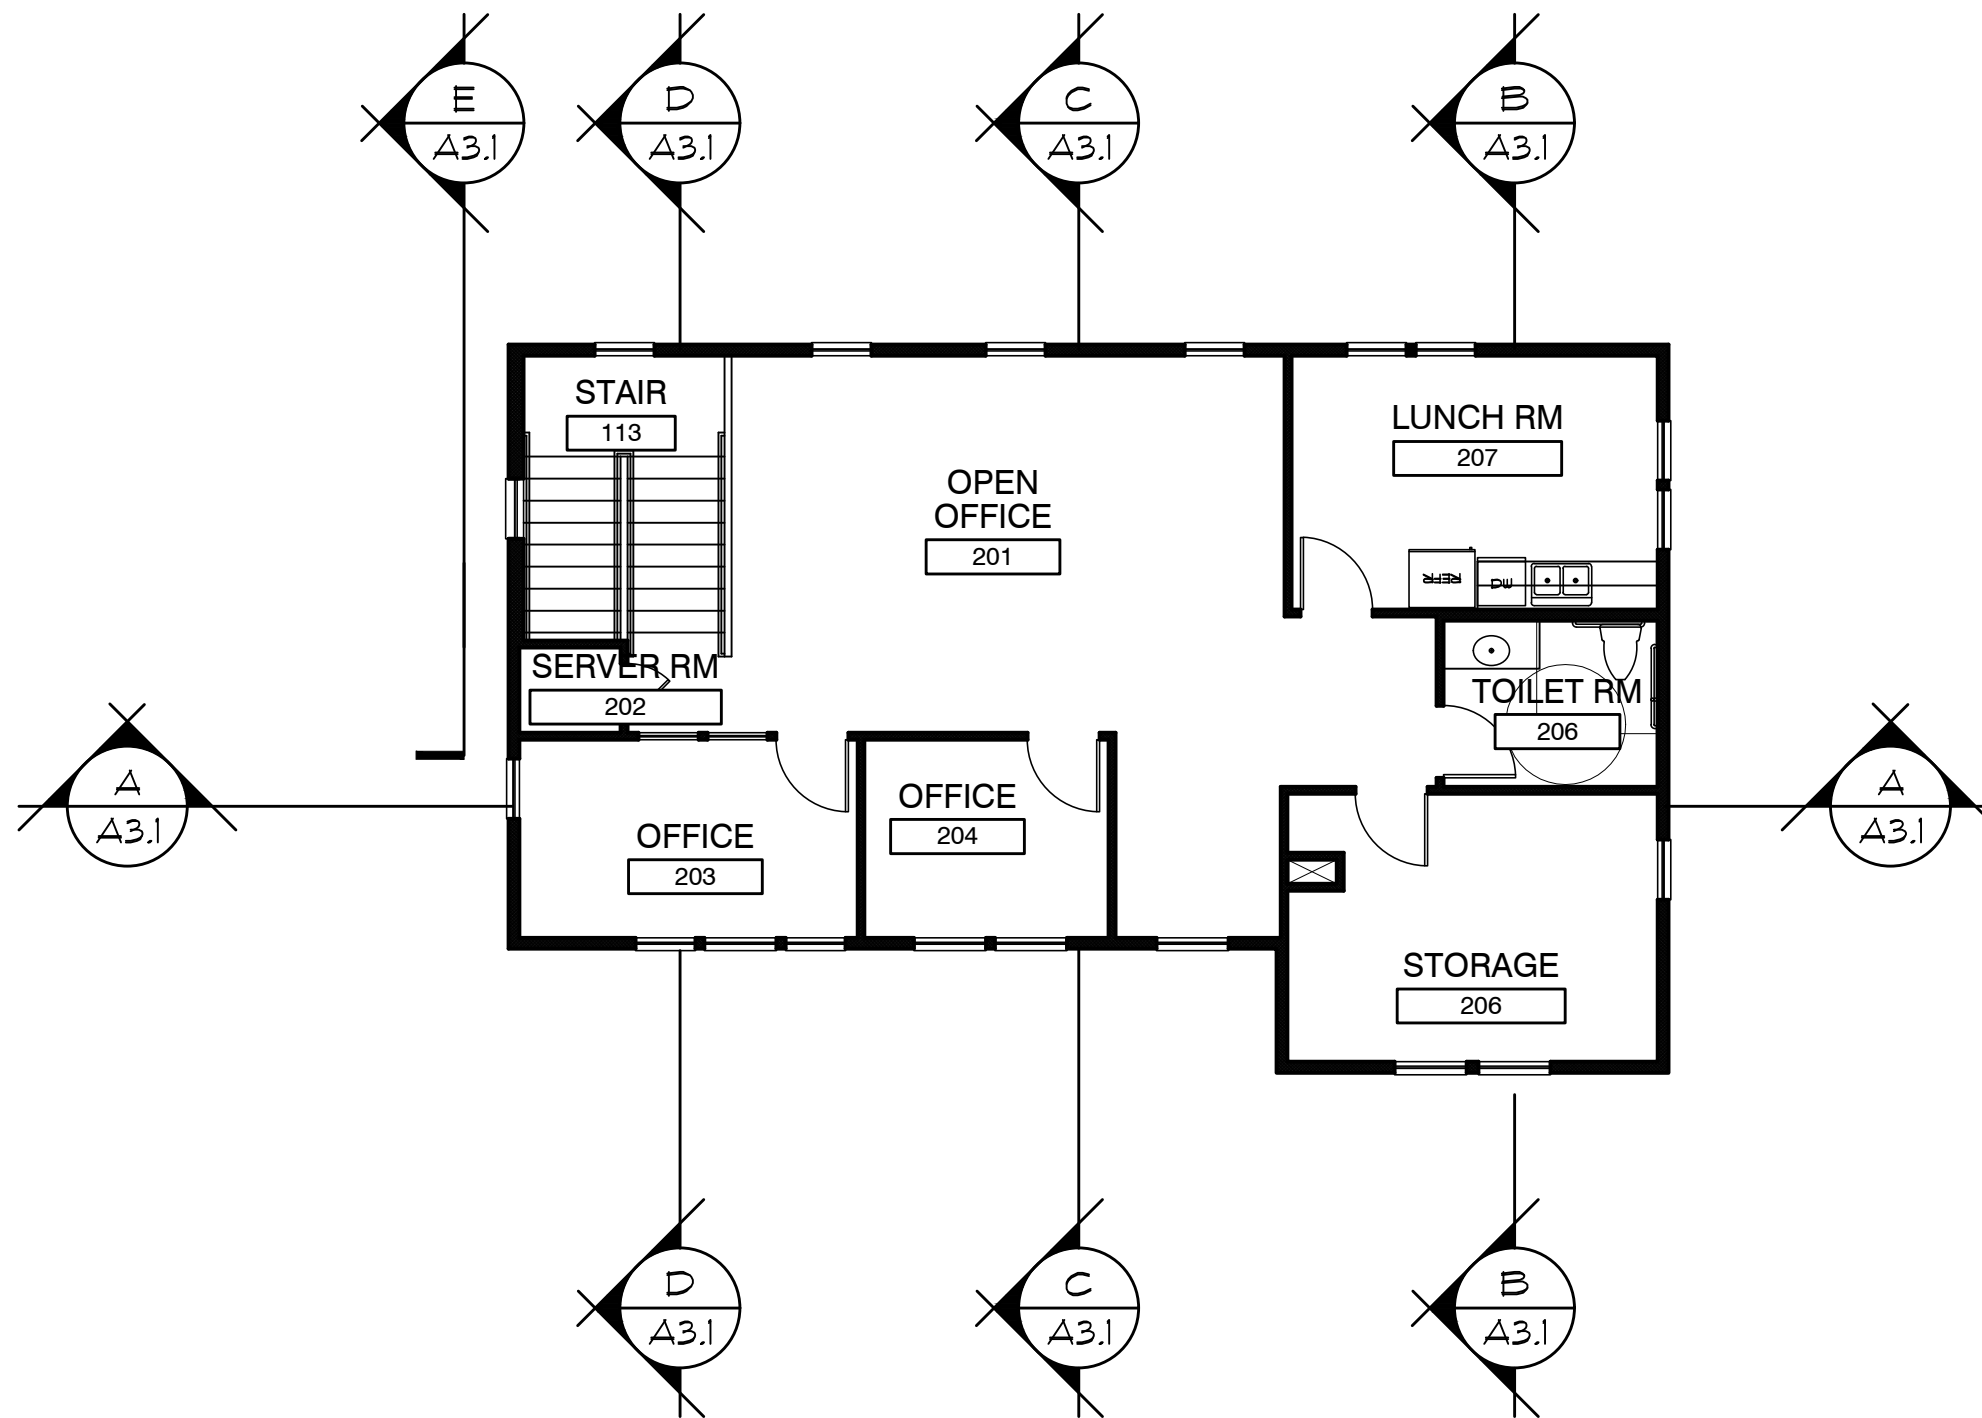 E
A3.1
D
A3.1
C
A3.1
B
A3.1
STAIR
113
LUNCH RM
207
OPEN
OFFICE
201
REFR
DW
SERVER RM
202
TOILET RM
206
A
A3.1
A
A3.1
OFFICE
204
OFFICE
203
STORAGE
206
D
A3.1
C
A3.1
B
A3.1